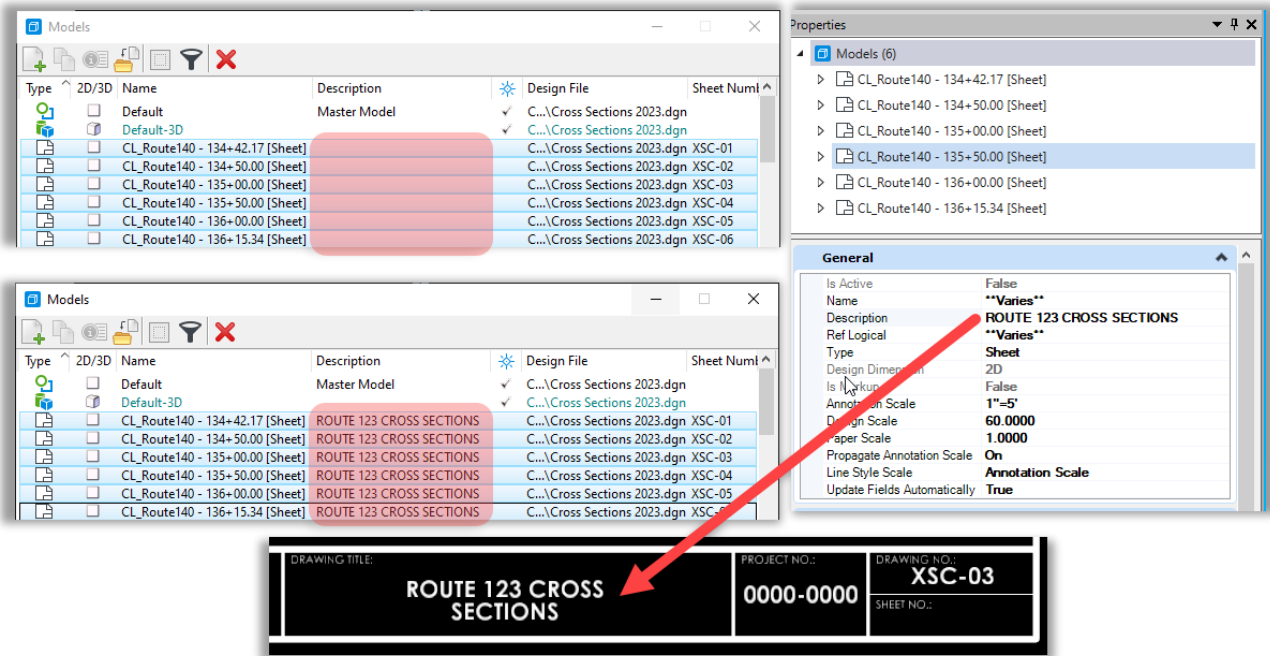 Models
Type 2D/3D Name Description Design File Sheet Numb
Default Master Model C...\Cross Sections 2023.dgn
Default-3D C...\Cross Sections 2023.dgn
CL_Route140 - 134+42.17 [Sheet] C...\Cross Sections 2023.dgn XSC-01
CL_Route140 - 134+50.00 [Sheet] C...\Cross Sections 2023.dgn XSC-02
CL_Route140 - 135+00.00 [Sheet] C...\Cross Sections 2023.dgn XSC-03
CL_Route140 - 135+50.00 [Sheet] C...\Cross Sections 2023.dgn XSC-04
CL_Route140 - 136+00.00 [Sheet] C...\Cross Sections 2023.dgn XSC-05
CL_Route140 - 136+15.34 [Sheet] C...\Cross Sections 2023.dgn XSC-06
Properties
Models (6)
CL_Route140 - 134+42.17 [Sheet]
CL_Route140 - 134+50.00 [Sheet]
CL_Route140 - 135+00.00 [Sheet]
CL_Route140 - 135+50.00 [Sheet]
CL_Route140 - 136+00.00 [Sheet]
CL_Route140 - 136+15.34 [Sheet]
General
Is Active False
Name **Varies**
Description ROUTE 123 CROSS SECTIONS
Ref Logical **Varies**
Type Sheet
Design Dimension 2D
Is Markup False
Annotation Scale 1"=5'
Design Scale 60.0000
Paper Scale 1.0000
Propagate Annotation Scale On
Line Style Scale Annotation Scale
Update Fields Automatically True
Models
Type 2D/3D Name Description Design File Sheet Numb
Default Master Model C...\Cross Sections 2023.dgn
Default-3D C...\Cross Sections 2023.dgn
CL_Route140 - 134+42.17 [Sheet] ROUTE 123 CROSS SECTIONS C...\Cross Sections 2023.dgn XSC-01
CL_Route140 - 134+50.00 [Sheet] ROUTE 123 CROSS SECTIONS C...\Cross Sections 2023.dgn XSC-02
CL_Route140 - 135+00.00 [Sheet] ROUTE 123 CROSS SECTIONS C...\Cross Sections 2023.dgn XSC-03
CL_Route140 - 135+50.00 [Sheet] ROUTE 123 CROSS SECTIONS C...\Cross Sections 2023.dgn XSC-04
CL_Route140 - 136+00.00 [Sheet] ROUTE 123 CROSS SECTIONS C...\Cross Sections 2023.dgn XSC-05
CL_Route140 - 136+15.34 [Sheet] ROUTE 123 CROSS SECTIONS C...\Cross Sections 2023.dgn
DRAWING TITLE:
ROUTE 123 CROSS
SECTIONS
PROJECT NO.:
0000-0000
DRAWING NO.:
XSC-03
SHEET NO.: